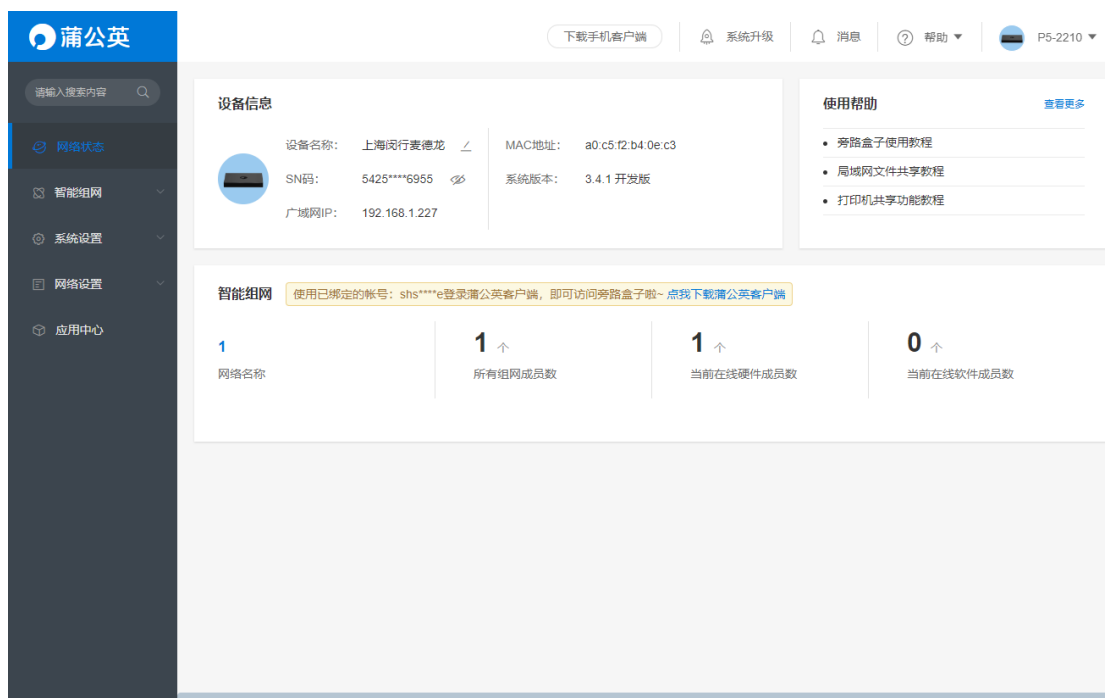 蒲公英
下载手机客户端
系统升级
消息
帮助
P5-2210
请输入搜索内容
网络状态
智能组网
系统设置
网络设置
应用中心
设备信息
设备名称: 上海闵行麦德龙
MAC地址: a0:c5:f2:b4:0e:c3
SN码: 5425****6955
系统版本: 3.4.1 开发版
广域网IP: 192.168.1.227
使用帮助
查看更多
旁路盒子使用教程
局域网文件共享教程
打印机共享功能教程
智能组网
使用已绑定的帐号：shs****e登录蒲公英客户端，即可访问旁路盒子啦~ 点我下载蒲公英客户端
1
网络名称
1 个
所有组网成员数
1 个
当前在线硬件成员数
0 个
当前在线软件成员数